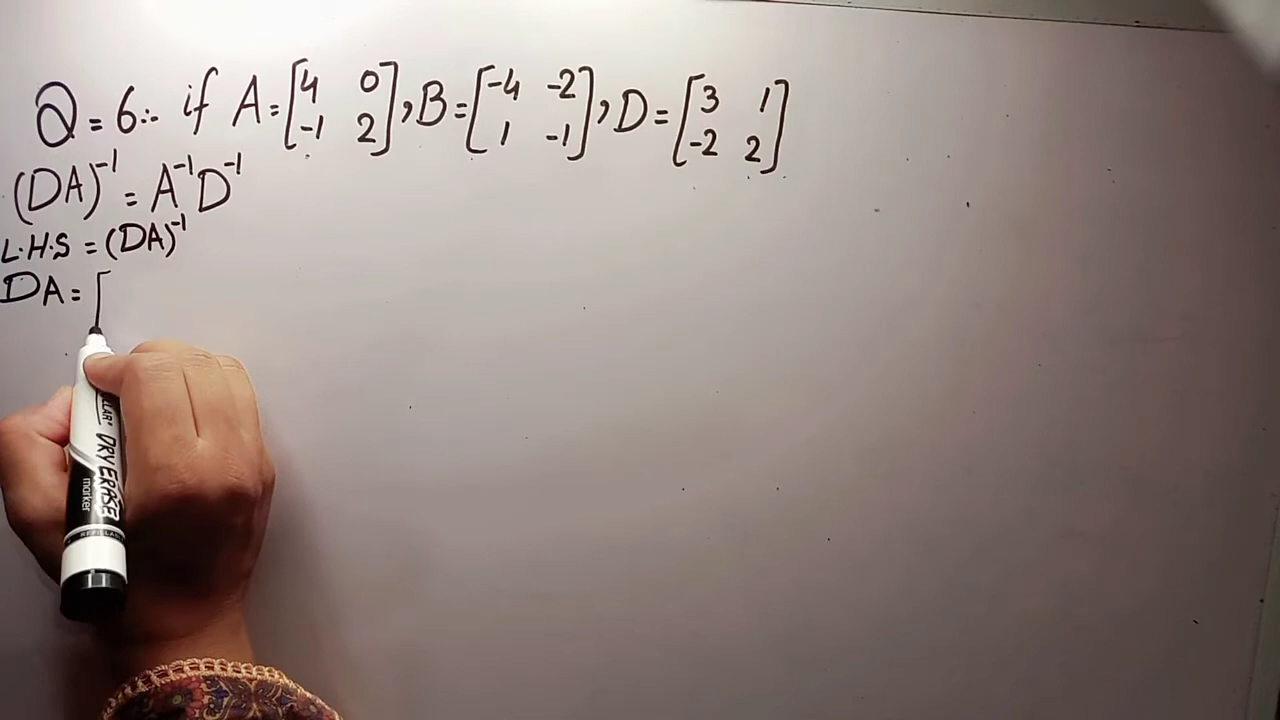 Q=6:- if A=[4 0 -1 2], B=[-4 -2 1 -1], D=[3 1 -2 2]
(DA)⁻¹ = A⁻¹D⁻¹
L.H.S = (DA)⁻¹
DA = [
DRY ERASE
marker